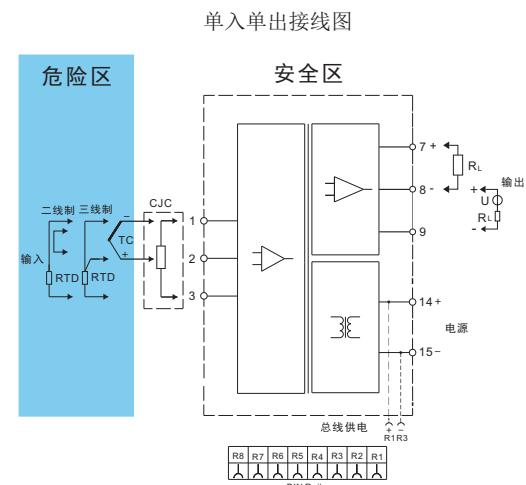 单入单出接线图
危险区
安全区
7 +
RL
8 -
输出
+
U
RL
-
9
CJC
二线制
三线制
-
TC
+
输入
RTD
RTD
1
2
3
14 +
电源
15 -
总线供电
+ -
R1 R3
R8 R7 R6 R5 R4 R3 R2 R1